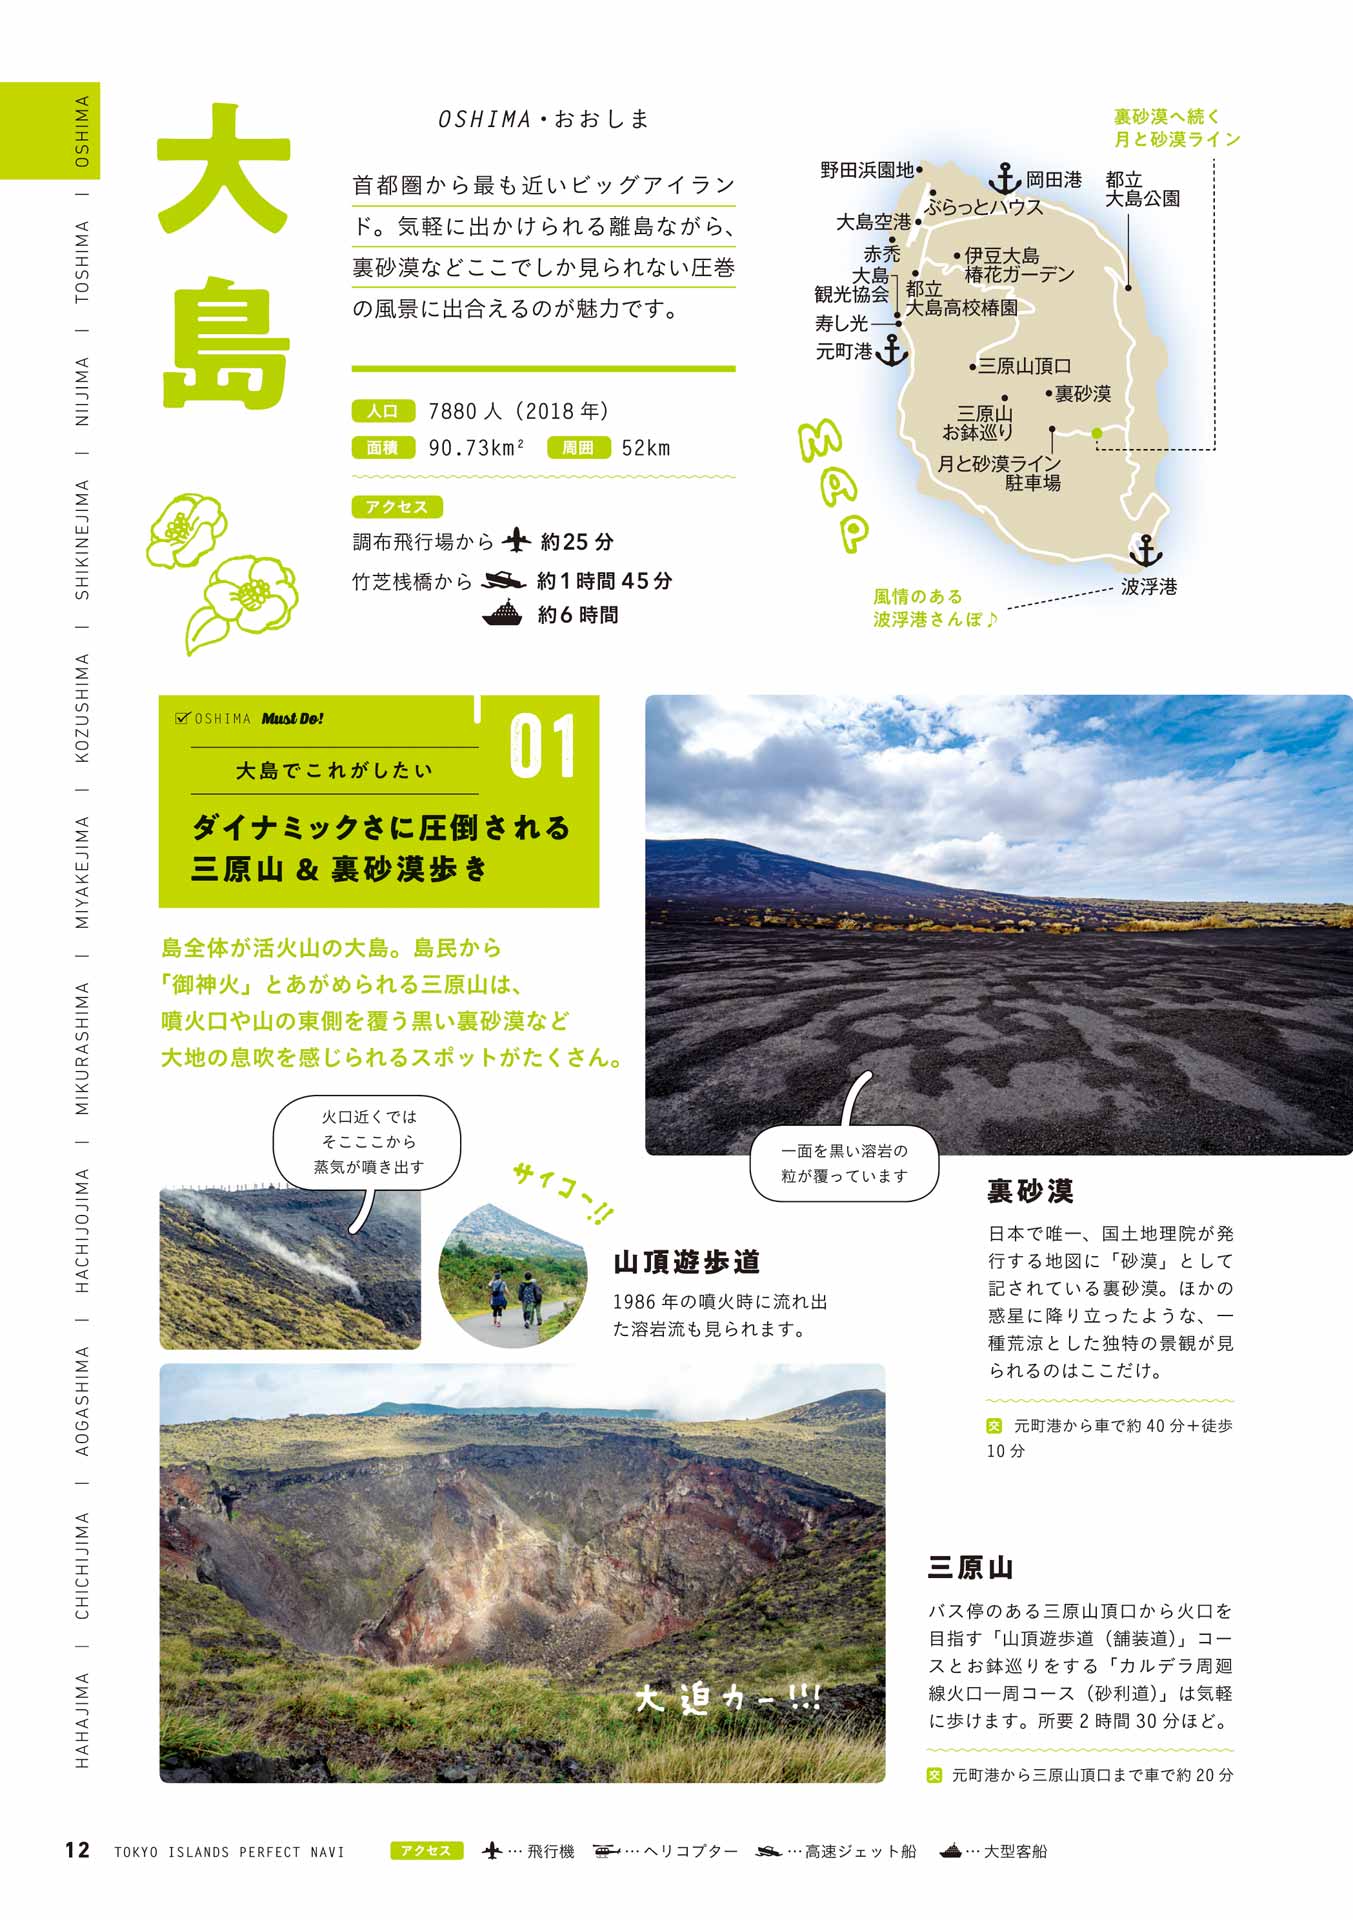 OSHIMA | TOSHIMA | NIIJIMA | SHIKINEJIMA | KOZUSHIMA | MIYAKEJIMA | MIKURASHIMA | HACHIJOJIMA | AOGASHIMA | CHICHIJIMA | HAHAJIMA
大島
OSHIMA・おおしま
首都圏から最も近いビッグアイラン
ド。気軽に出かけられる離島ながら、
裏砂漠などここでしか見られない圧巻
の風景に出合えるのが魅力です。
人口 7880人（2018年）
面積 90.73km² 周囲 52km
アクセス
調布飛行場から 約25分
竹芝桟橋から 約1時間45分
約6時間
MAP
裏砂漠へ続く
月と砂漠ライン
野田浜園地
岡田港
都立
大島公園
ぶらっとハウス
大島空港
赤禿
伊豆大島
椿花ガーデン
大島
観光協会
都立
大島高校椿園
寿し光
元町港
三原山頂口
裏砂漠
三原山
お鉢巡り
月と砂漠ライン
駐車場
波浮港
風情のある
波浮港さんぽ♪
OSHIMA Must Do!
01
大島でこれがしたい
ダイナミックさに圧倒される
三原山 & 裏砂漠歩き
島全体が活火山の大島。島民から
「御神火」とあがめられる三原山は、
噴火口や山の東側を覆う黒い裏砂漠など
大地の息吹を感じられるスポットがたくさん。
火口近くでは
そこここから
蒸気が噴き出す
サイコー!!
一面を黒い溶岩の
粒が覆っています
山頂遊歩道
1986年の噴火時に流れ出
た溶岩流も見られます。
裏砂漠
日本で唯一、国土地理院が発
行する地図に「砂漠」として
記されている裏砂漠。ほかの
惑星に降り立ったような、一
種荒涼とした独特の景観が見
られるのはここだけ。
交 元町港から車で約40分＋徒歩
10分
大迫力ー!!!
三原山
バス停のある三原山頂口から火口を
目指す「山頂遊歩道（舗装道）」コー
スとお鉢巡りをする「カルデラ周廻
線火口一周コース（砂利道）」は気軽
に歩けます。所要2時間30分ほど。
交 元町港から三原山頂口まで車で約20分
12 TOKYO ISLANDS PERFECT NAVI
アクセス …飛行機 …ヘリコプター …高速ジェット船 …大型客船